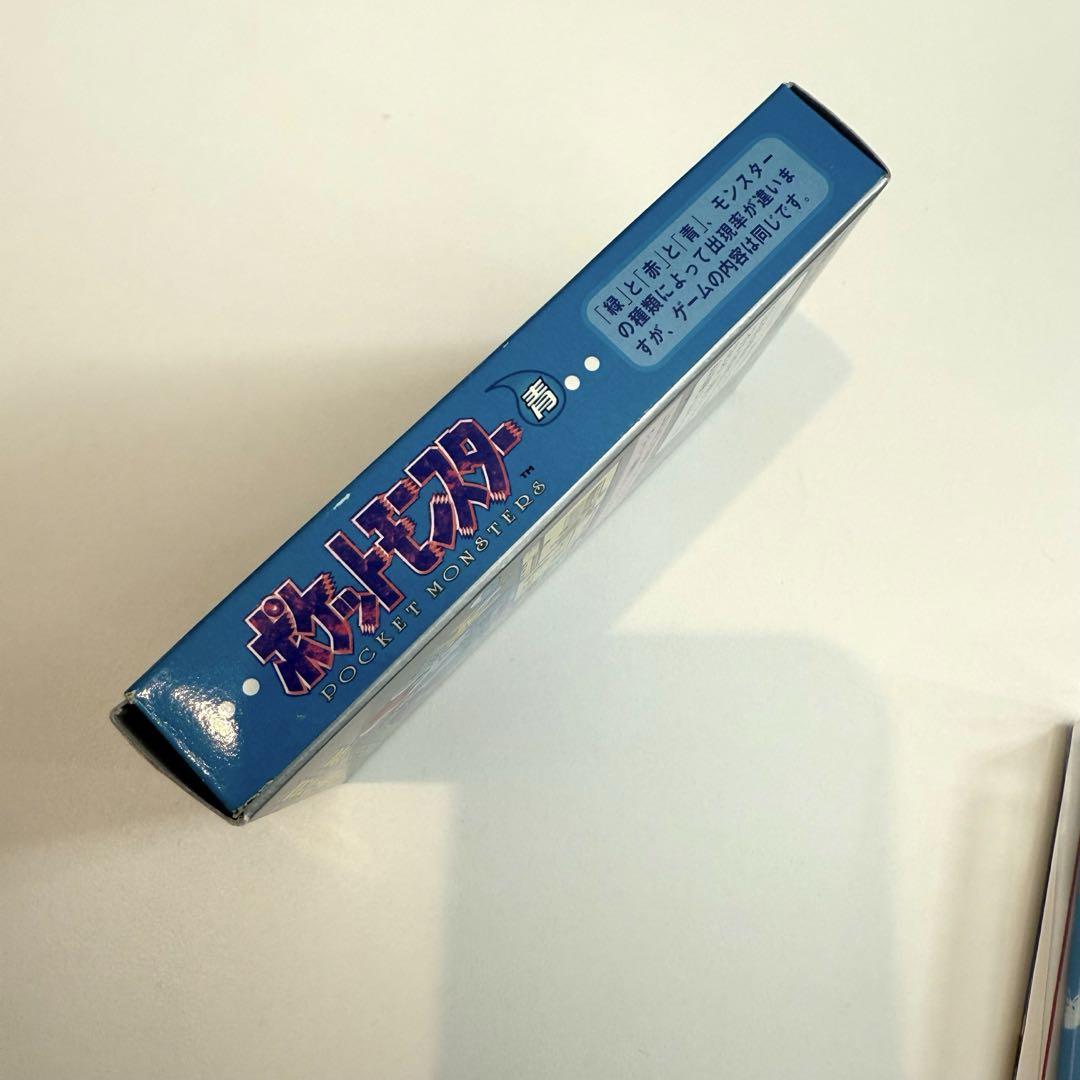 ポケットモンスター
TM
POCKET MONSTERS
青
「緑」と「赤」と「青」、モンスター
の種類によって出現率が違いま
すが、ゲームの内容は同じです。